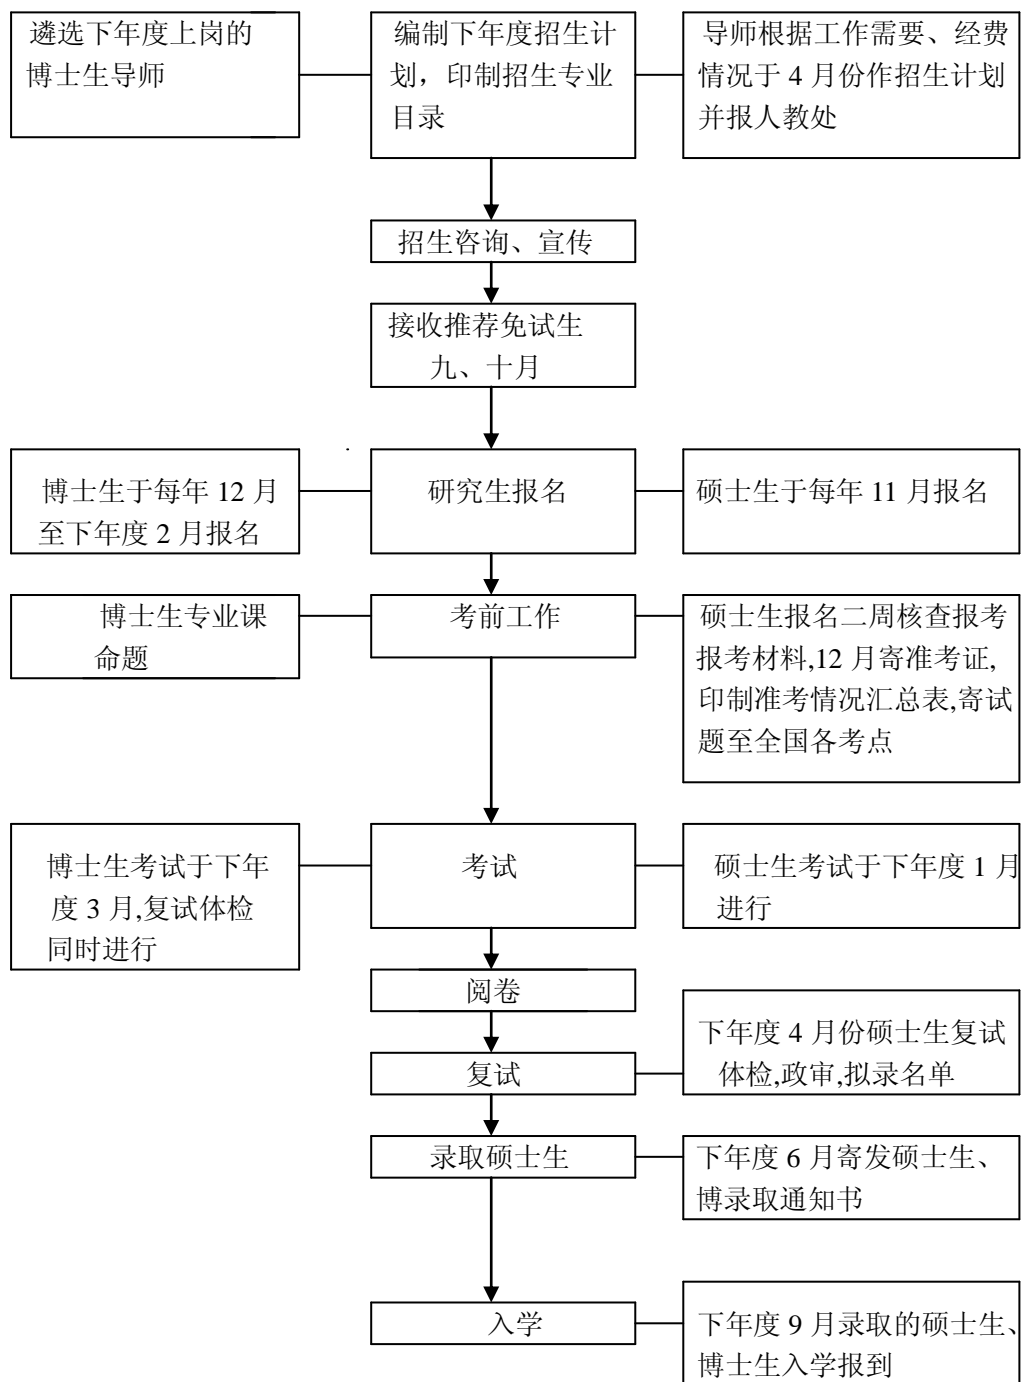 遴选下年度上岗的
博士生导师
编制下年度招生计
划，印制招生专业
目录
导师根据工作需要、经费
情况于 4 月份作招生计划
并报人教处
招生咨询、宣传
接收推荐免试生
九、十月
博士生于每年 12 月
至下年度 2 月报名
研究生报名
硕士生于每年 11 月报名
博士生专业课
命题
考前工作
硕士生报名二周核查报考
报考材料,12 月寄准考证,
印制准考情况汇总表,寄试
题至全国各考点
博士生考试于下年
度 3 月,复试体检
同时进行
考试
硕士生考试于下年度 1 月
进行
阅卷
复试
下年度 4 月份硕士生复试
体检,政审,拟录名单
录取硕士生
下年度 6 月寄发硕士生、
博录取通知书
入学
下年度 9 月录取的硕士生、
博士生入学报到